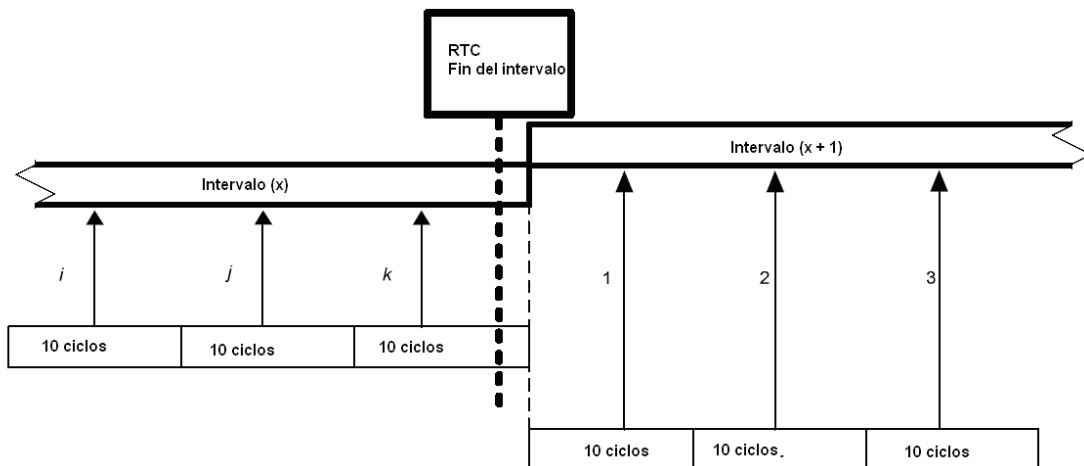 RTC
Fin del intervalo
Intervalo (x + 1)
Intervalo (x)
i
j
k
1
2
3
10 ciclos
10 ciclos
10 ciclos
10 ciclos
10 ciclos.
10 ciclos